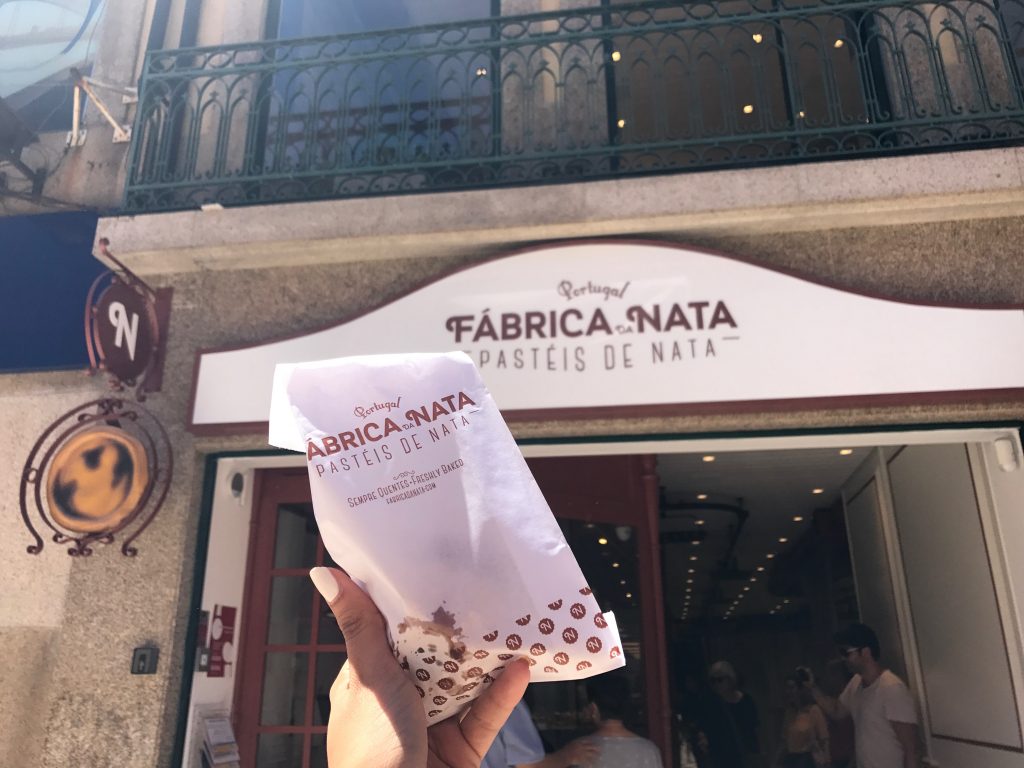 Portugal
FÁBRICA DA NATA
PASTÉIS DE NATA
N
Portugal
FÁBRICA DA NATA
PASTÉIS DE NATA
SEMPRE QUENTES • FRESHLY BAKED
FABRICADANATA.COM
N